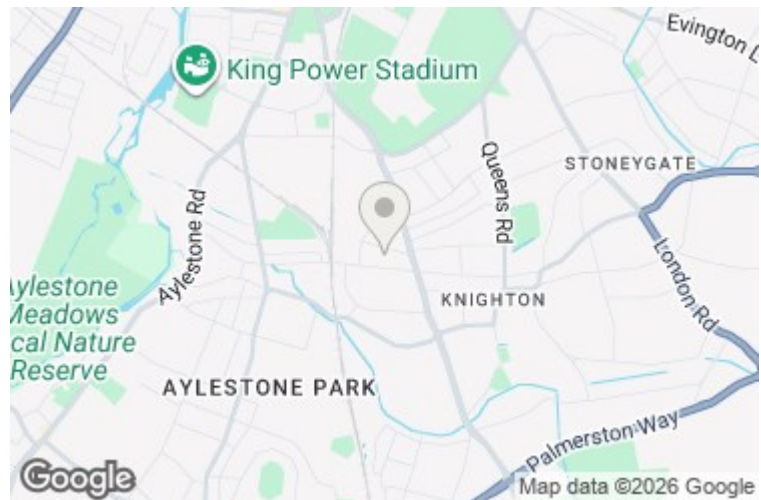 Evington L
King Power Stadium
STONEYGATE
Queens Rd
Aylestone Rd
London Rd
Aylestone
Meadows
cal Nature
Reserve
KNIGHTON
AYLESTONE PARK
Palmerston Way
Google
Map data ©2026 Google